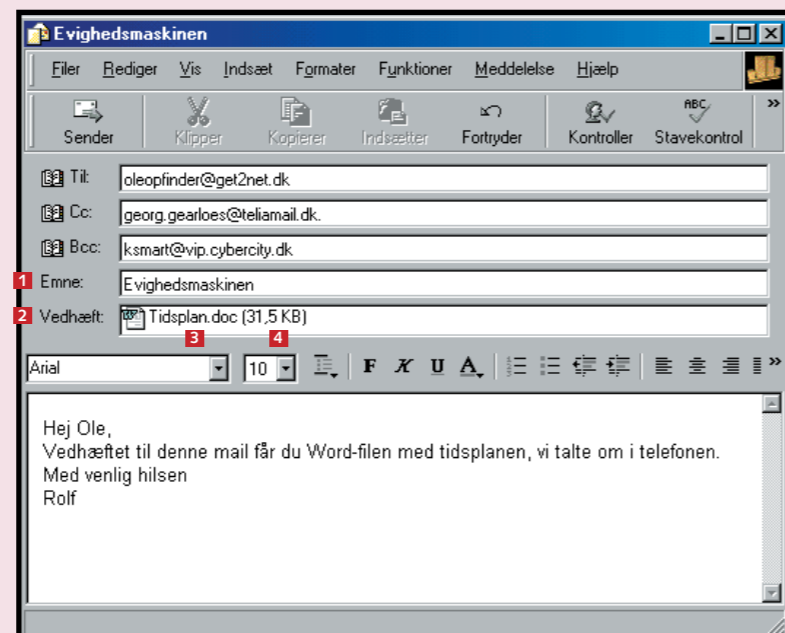 Evighedsmaskinen
Filer Rediger Vis Indsæt Formater Funktioner Meddelelse Hjælp
ABC »
Sender Klipper Kopierer Indsætter Fortryder Kontroller Stavekontrol
Til: oleopfinder@get2net.dk
Cc: georg.gearloes@teliamail.dk.
Bcc: ksmart@vip.cybercity.dk
1 Emne: Evighedsmaskinen
2 Vedhæft: Tidsplan.doc (31,5 KB)
3 4
Arial 10 F K U A »
Hej Ole,
Vedhæftet til denne mail får du Word-filen med tidsplanen, vi talte om i telefonen.
Med venlig hilsen
Rolf